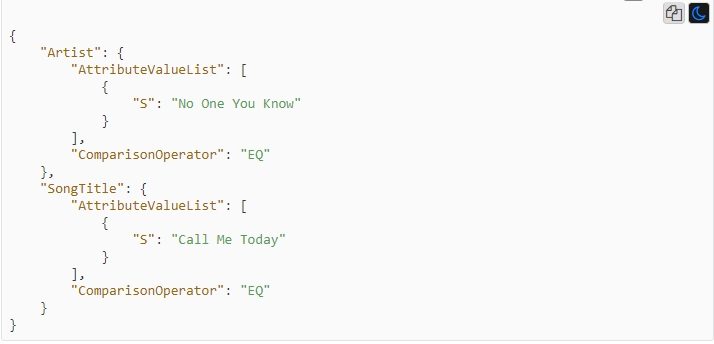 {
    "Artist": {
        "AttributeValueList": [
            {
                "S": "No One You Know"
            }
        ],
        "ComparisonOperator": "EQ"
    },
    "SongTitle": {
        "AttributeValueList": [
            {
                "S": "Call Me Today"
            }
        ],
        "ComparisonOperator": "EQ"
    }
}